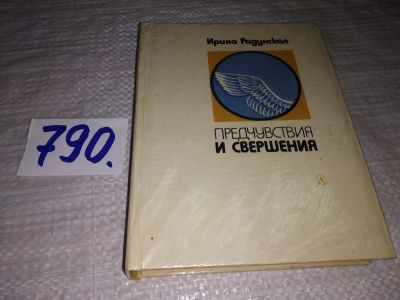 Ирина Радунская
ПРЕДЧУВСТВИЯ
И СВЕРШЕНИЯ
790.